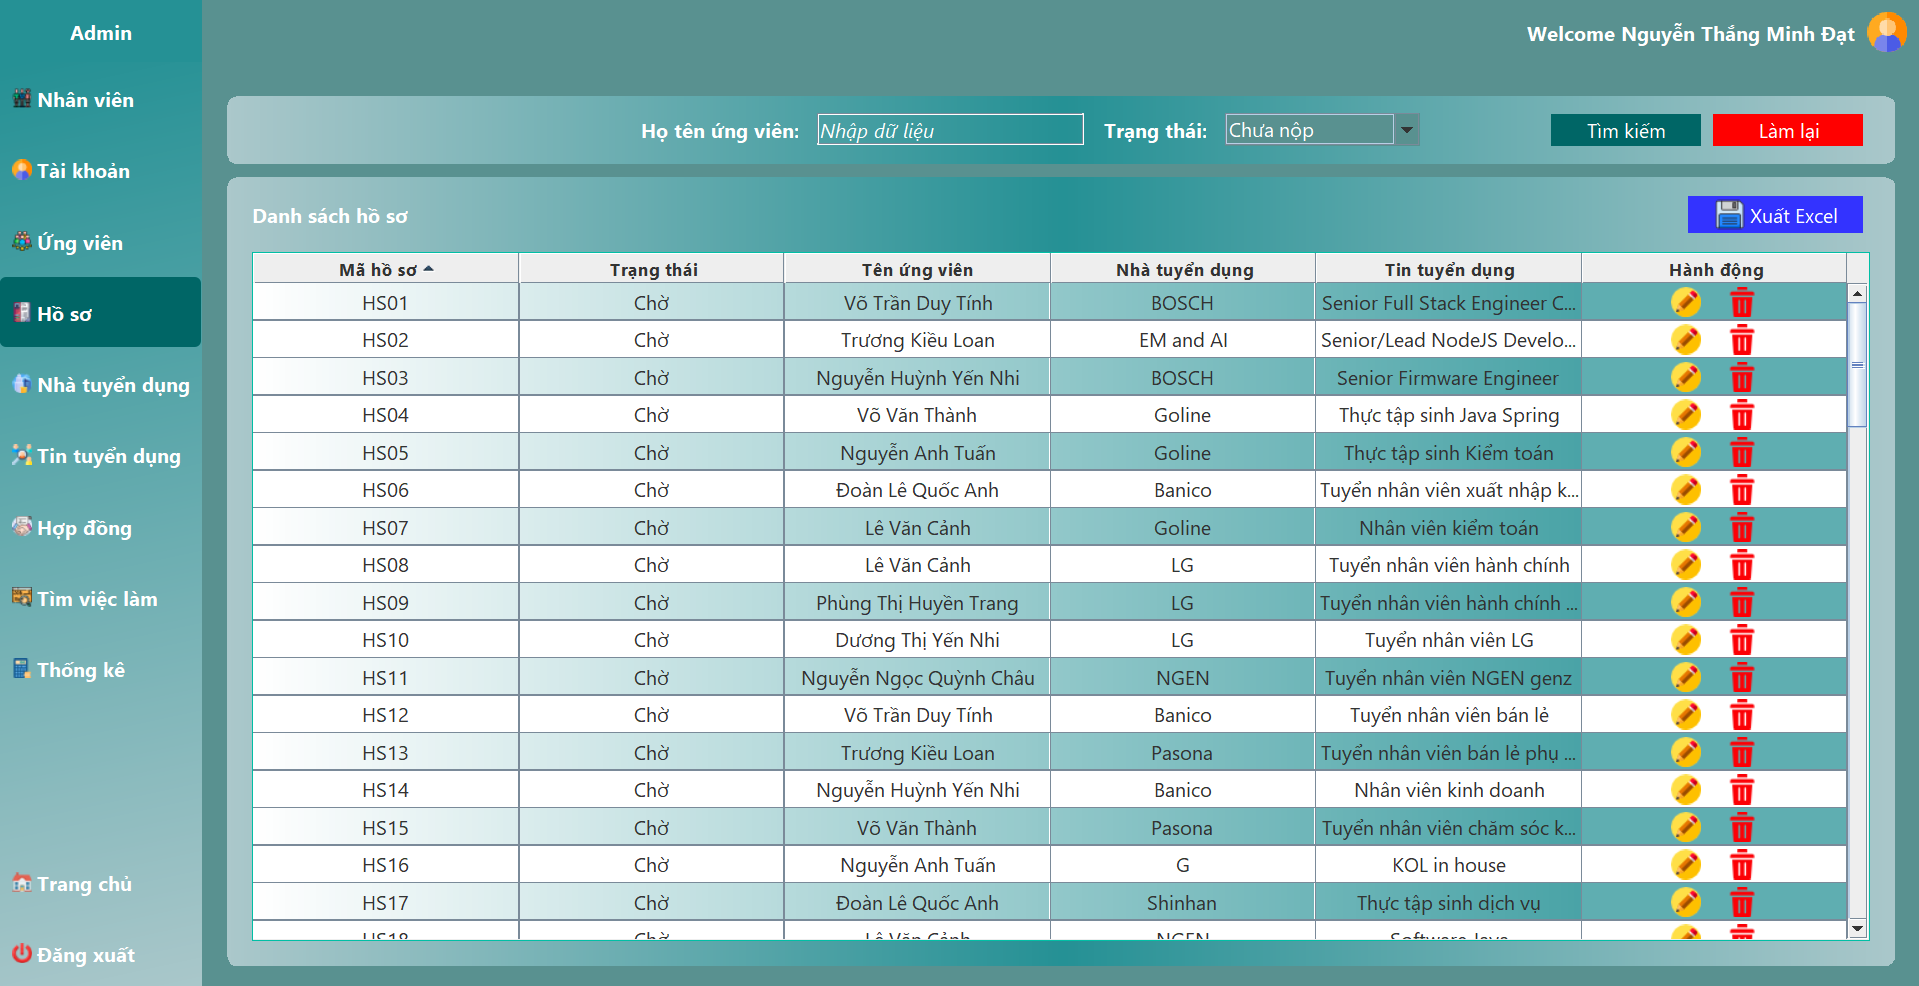 Admin
Welcome Nguyễn Thắng Minh Đạt
Nhân viên
Tài khoản
Ứng viên
Hồ sơ
Nhà tuyển dụng
Tin tuyển dụng
Hợp đồng
Tìm việc làm
Thống kê
Trang chủ
Đăng xuất
Họ tên ứng viên: Nhập dữ liệu Trạng thái: Chưa nộp Tìm kiếm Làm lại
Danh sách hồ sơ Xuất Excel
Mã hồ sơ Trạng thái Tên ứng viên Nhà tuyển dụng Tin tuyển dụng Hành động
HS01 Chờ Võ Trần Duy Tính BOSCH Senior Full Stack Engineer C...
HS02 Chờ Trương Kiều Loan EM and AI Senior/Lead NodeJS Develo...
HS03 Chờ Nguyễn Huỳnh Yến Nhi BOSCH Senior Firmware Engineer
HS04 Chờ Võ Văn Thành Goline Thực tập sinh Java Spring
HS05 Chờ Nguyễn Anh Tuấn Goline Thực tập sinh Kiểm toán
HS06 Chờ Đoàn Lê Quốc Anh Banico Tuyển nhân viên xuất nhập k...
HS07 Chờ Lê Văn Cảnh Goline Nhân viên kiểm toán
HS08 Chờ Lê Văn Cảnh LG Tuyển nhân viên hành chính
HS09 Chờ Phùng Thị Huyền Trang LG Tuyển nhân viên hành chính ...
HS10 Chờ Dương Thị Yến Nhi LG Tuyển nhân viên LG
HS11 Chờ Nguyễn Ngọc Quỳnh Châu NGEN Tuyển nhân viên NGEN genz
HS12 Chờ Võ Trần Duy Tính Banico Tuyển nhân viên bán lẻ
HS13 Chờ Trương Kiều Loan Pasona Tuyển nhân viên bán lẻ phụ ...
HS14 Chờ Nguyễn Huỳnh Yến Nhi Banico Nhân viên kinh doanh
HS15 Chờ Võ Văn Thành Pasona Tuyển nhân viên chăm sóc k...
HS16 Chờ Nguyễn Anh Tuấn G KOL in house
HS17 Chờ Đoàn Lê Quốc Anh Shinhan Thực tập sinh dịch vụ
HS18 Chờ Lê Văn Cảnh NGEN Software Java